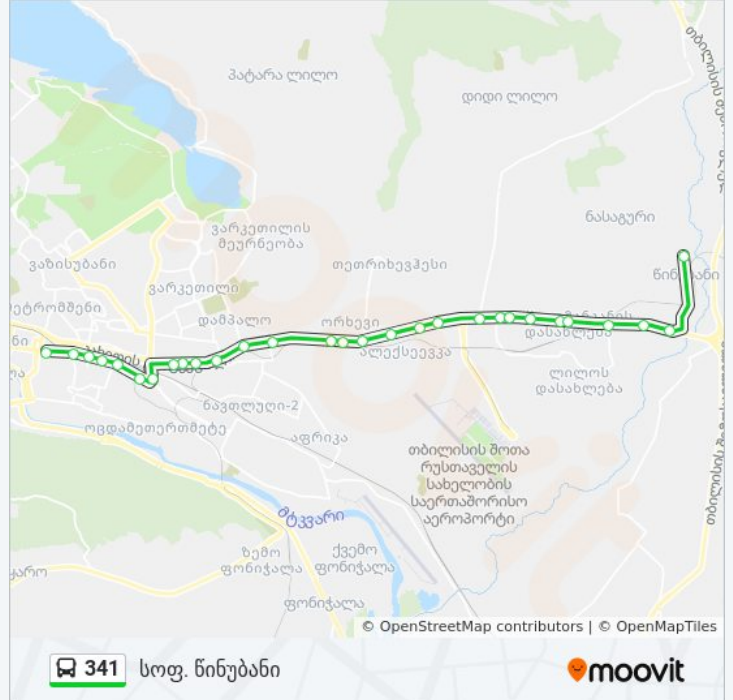 პატარა ლილო
დიდი ლილო
ნასაგური
ვარკეთილის
მეურნეობა
ვაზისუბანი
თეთრიხევჰესი
ვარკეთილი
დამპალო
ორხევი
ალექსეევკა
დასახლება
ლილოს
დასახლება
ნავთლუღი-2
ოცდამეთერთმეტე
აფრიკა
თბილისის შოთა
რუსთაველის
სახელობის
საერთაშორისო
აეროპორტი
მტკვარი
ზემო
ფონიჭალა
ქვემო
ფონიჭალა
ფონიჭალა
© OpenStreetMap contributors | © OpenMapTiles
341 სოფ. წინუბანი
moovit